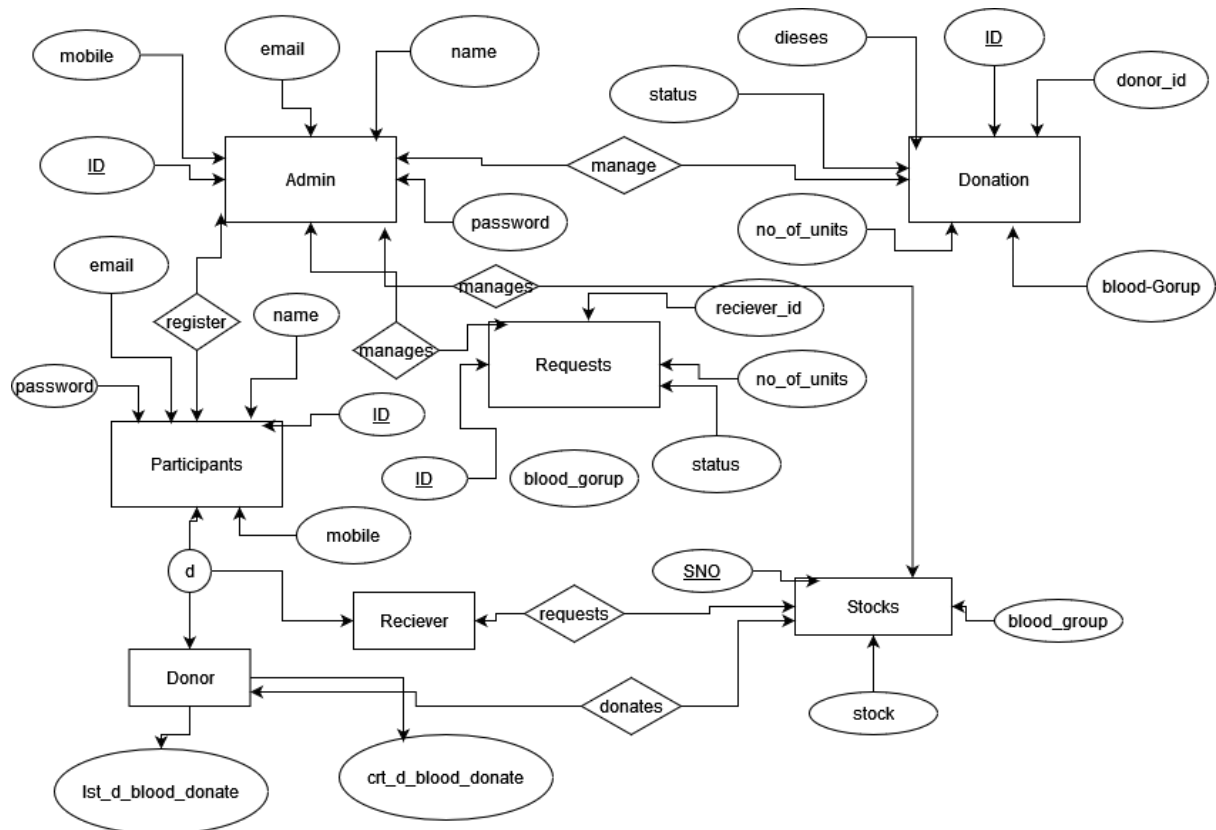 mobile
email
name
dieses
ID
donor_id
status
ID
Admin
manage
Donation
password
no_of_units
email
manages
blood-Gorup
register
name
reciever_id
manages
Requests
no_of_units
password
ID
Participants
ID
blood_gorup
status
mobile
d
SNO
Reciever
requests
Stocks
blood_group
Donor
donates
stock
lst_d_blood_donate
crt_d_blood_donate